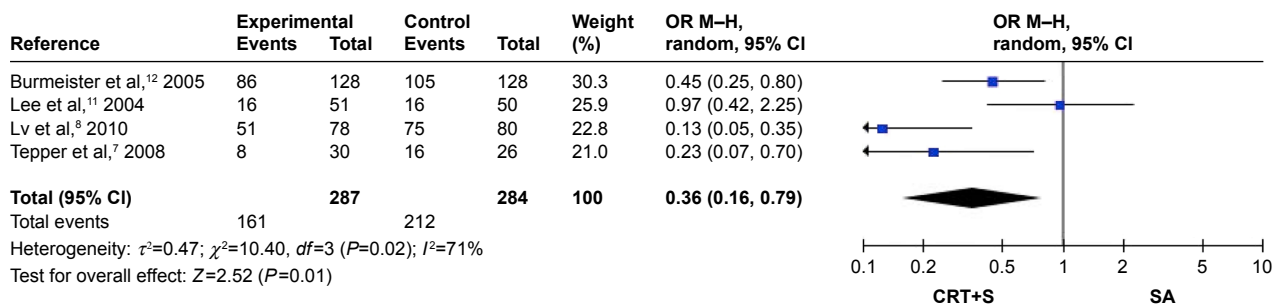 Experimental Control Weight OR M–H, OR M–H,
Reference Events Total Events Total (%) random, 95% CI random, 95% CI
Burmeister et al,¹² 2005 86 128 105 128 30.3 0.45 (0.25, 0.80)
Lee et al,¹¹ 2004 16 51 16 50 25.9 0.97 (0.42, 2.25)
Lv et al,⁸ 2010 51 78 75 80 22.8 0.13 (0.05, 0.35)
Tepper et al,⁷ 2008 8 30 16 26 21.0 0.23 (0.07, 0.70)
Total (95% CI) 287 284 100 0.36 (0.16, 0.79)
Total events 161 212
Heterogeneity: τ²=0.47; χ²=10.40, df=3 (P=0.02); I²=71%
Test for overall effect: Z=2.52 (P=0.01)
0.1 0.2 0.5 1 2 5 10
CRT+S SA